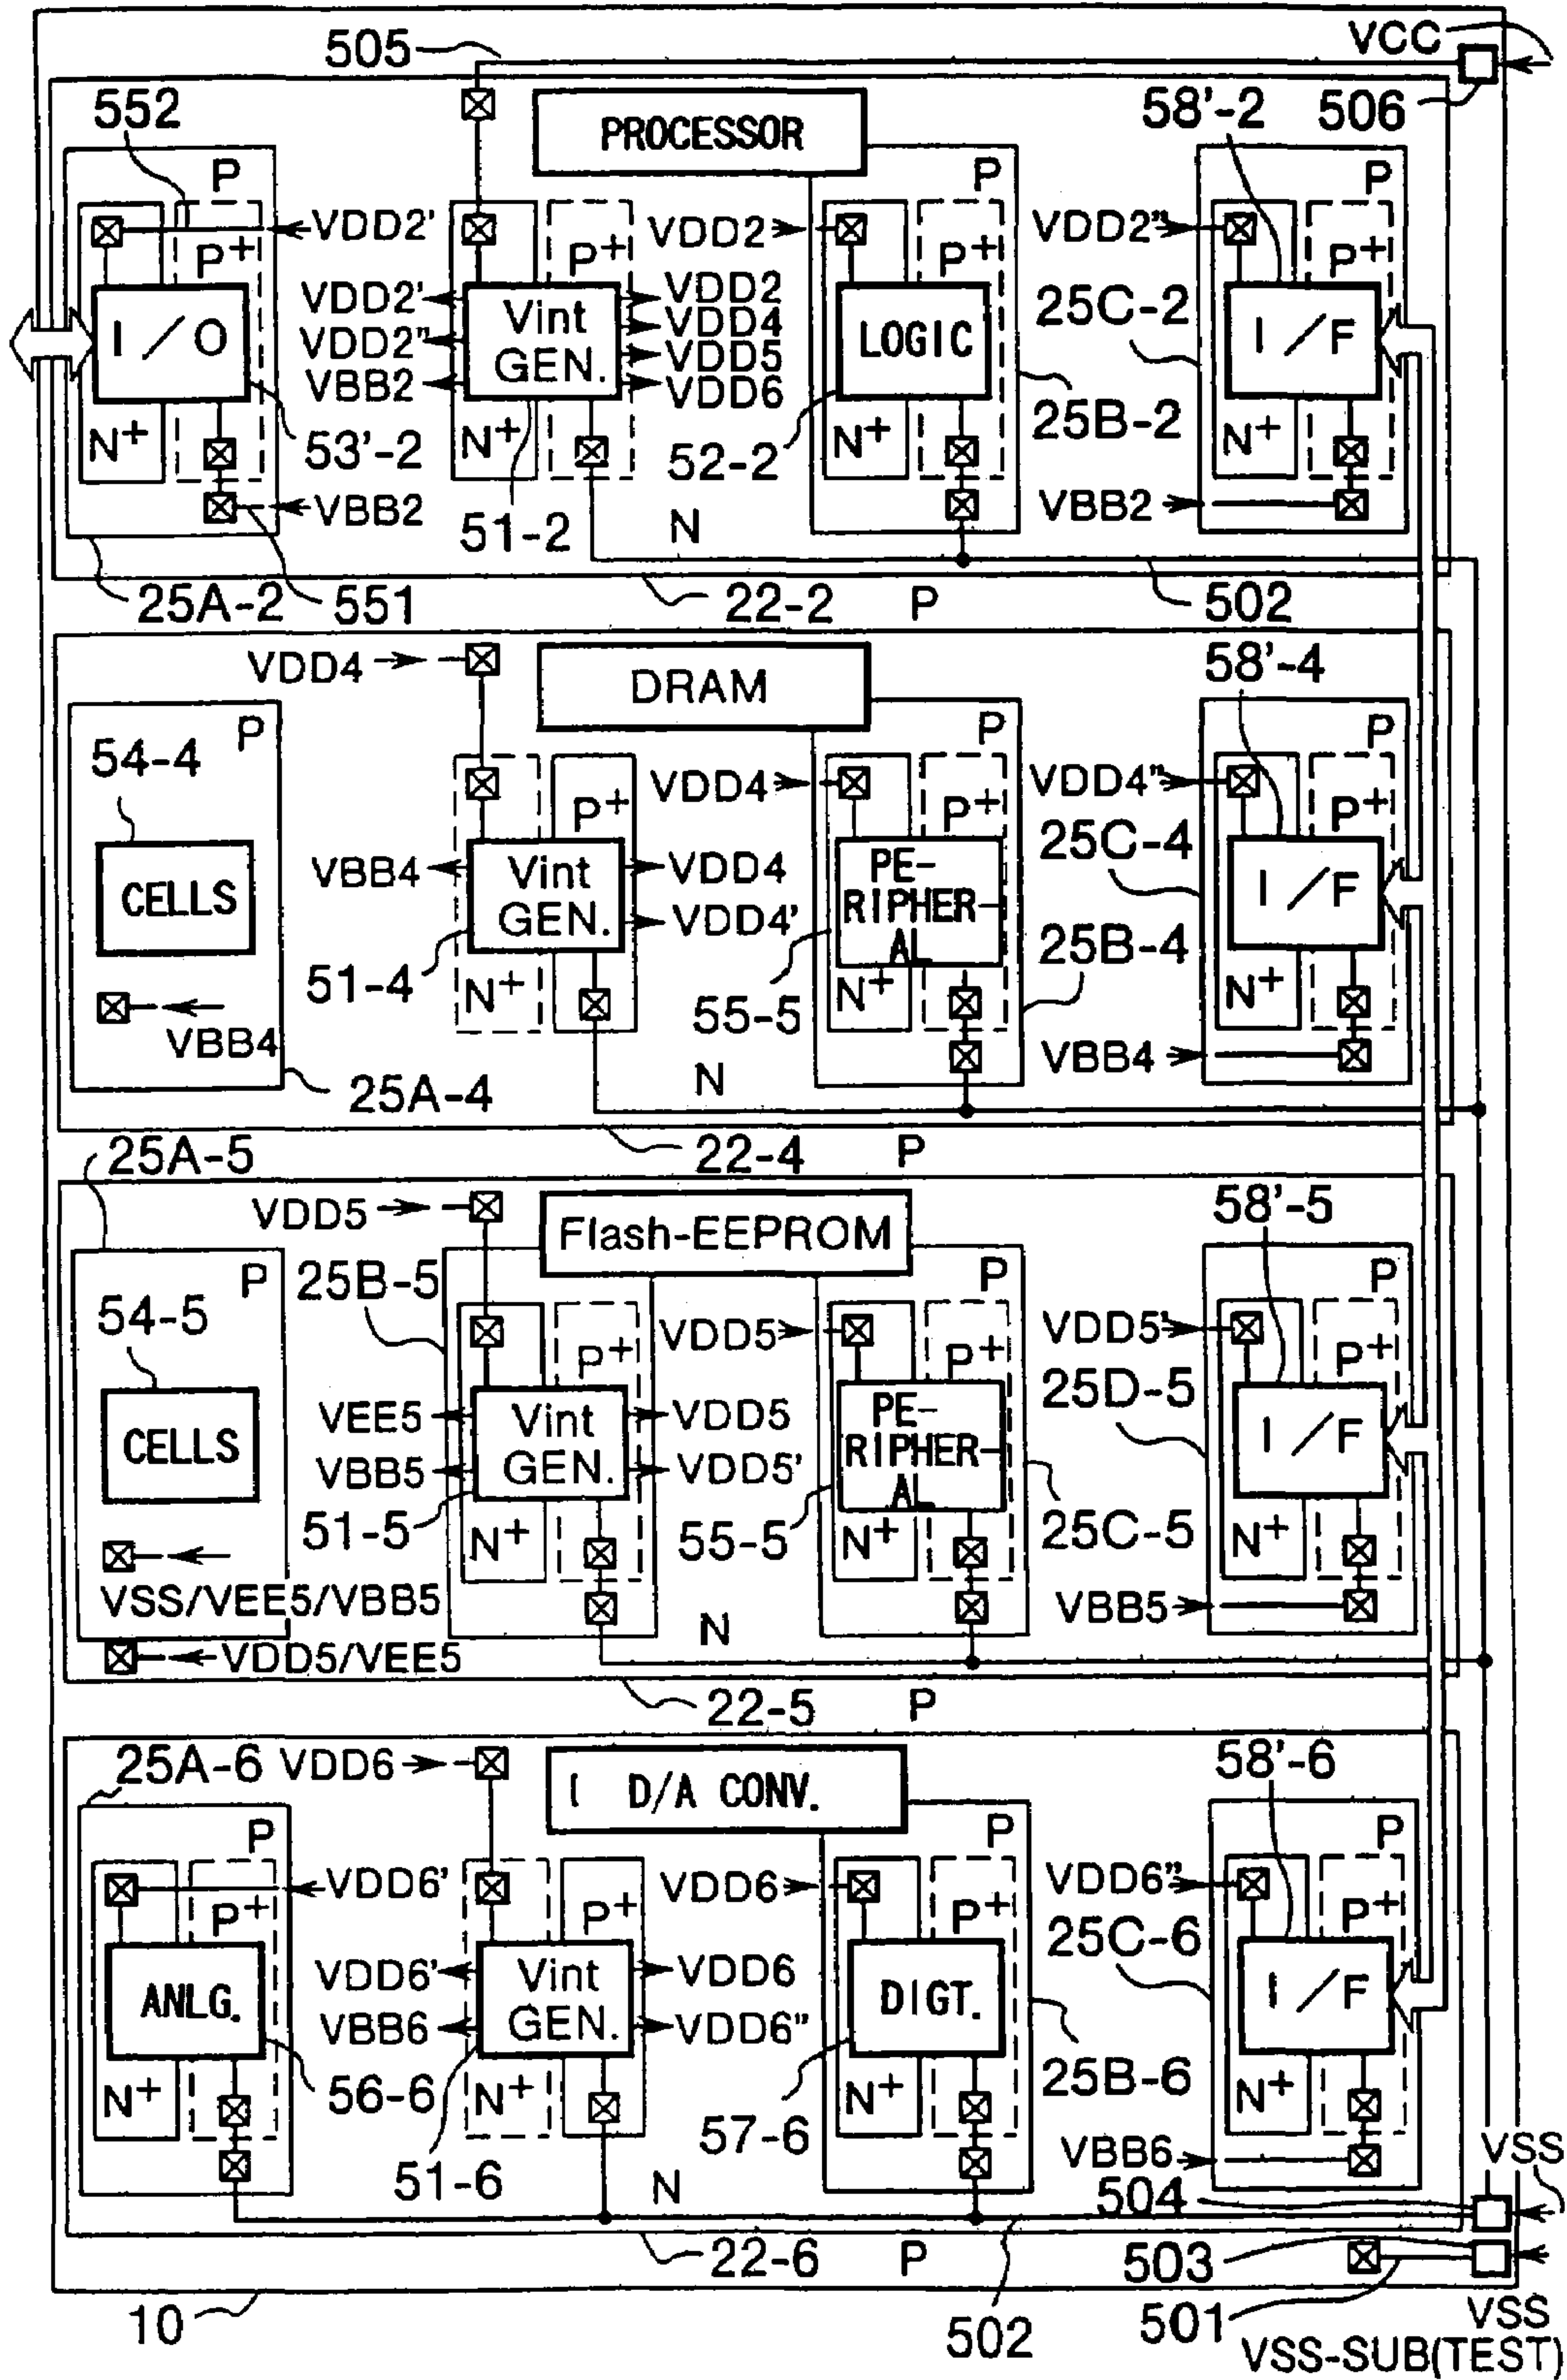 505
VCC
552
PROCESSOR
58'-2
506
P
P
P
VDD2'
VDD2
VDD2"
P+
P+
P+
P+
VDD2'
VDD2"
VBB2
Vint
GEN.
VDD2
VDD4
VDD5
VDD6
I/O
LOGIC
25C-2
I/F
N+
53'-2
N+
52-2
N+
25B-2
N+
VBB2
51-2
N
VBB2
25A-2
551
22-2
P
502
VDD4
DRAM
58'-4
P
P
P
54-4
VDD4
VDD4"
P+
P+
P+
25C-4
CELLS
VBB4
Vint
GEN.
VDD4
VDD4'
PE-
RIPHER-
AL
I/F
25B-4
51-4
N+
55-5
N+
N+
VBB4
VBB4
25A-4
N
22-4
P
25A-5
VDD5
Flash-EEPROM
58'-5
P
25B-5
P
P
54-5
VDD5
VDD5'
P+
P+
P+
25D-5
CELLS
VEE5
VBB5
Vint
GEN.
VDD5
VDD5'
PE-
RIPHER-
AL
I/F
51-5
N+
55-5
N+
25C-5
N+
VSS/VEE5/VBB5
VBB5
N
VDD5/VEE5
22-5
P
25A-6
VDD6
( D/A CONV.
58'-6
P
P
P
VDD6'
VDD6
VDD6"
P+
P+
P+
P+
25C-6
ANLG.
VDD6'
VBB6
Vint
GEN.
VDD6
VDD6"
DIGT.
I/F
N+
56-6
N+
N+
25B-6
N+
57-6
51-6
N
VBB6
VSS
504
22-6
P
503
10
502
501
VSS
VSS-SUB(TEST)